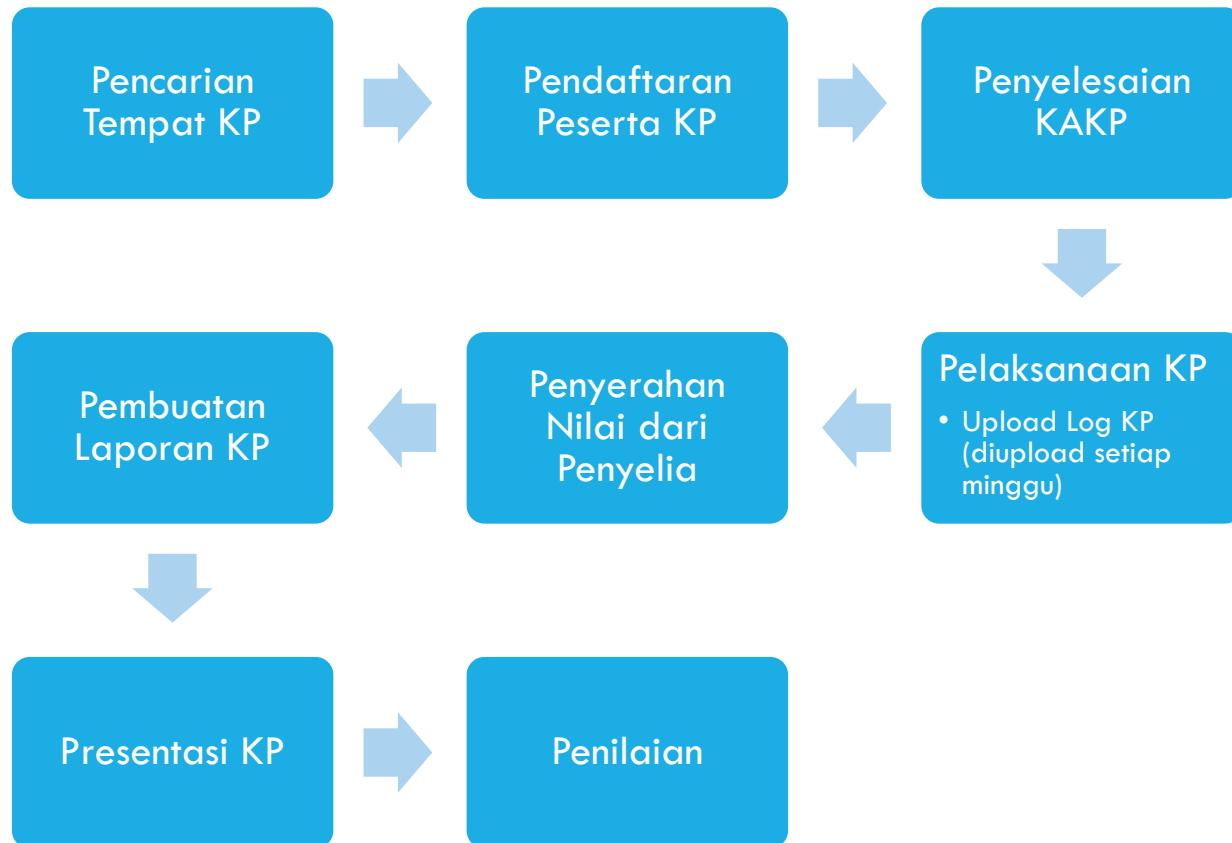 Pencarian
Tempat KP
Pendaftaran
Peserta KP
Penyelesaian
KAKP
Pelaksanaan KP
• Upload Log KP
(diupload setiap
minggu)
Penyerahan
Nilai dari
Penyelia
Pembuatan
Laporan KP
Presentasi KP
Penilaian